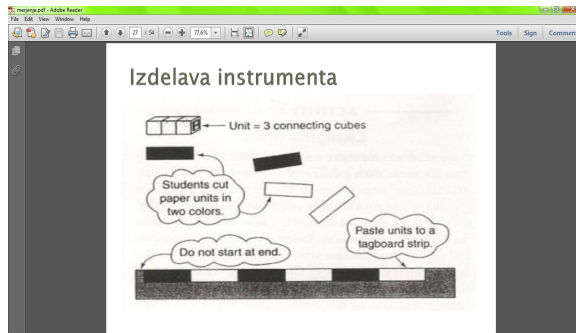 merjenje.pdf - Adobe Reader
File Edit View Window Help
27 / 54 77,6% Tools Sign Comment
Izdelava instrumenta
Unit = 3 connecting cubes
Students cut
paper units in
two colors.
Paste units to a
tagboard strip.
Do not start at end.